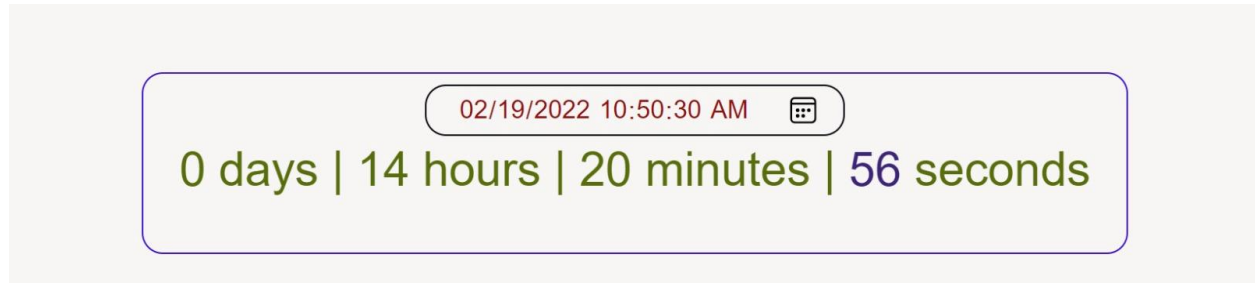 02/19/2022 10:50:30 AM
0 days | 14 hours | 20 minutes | 56 seconds